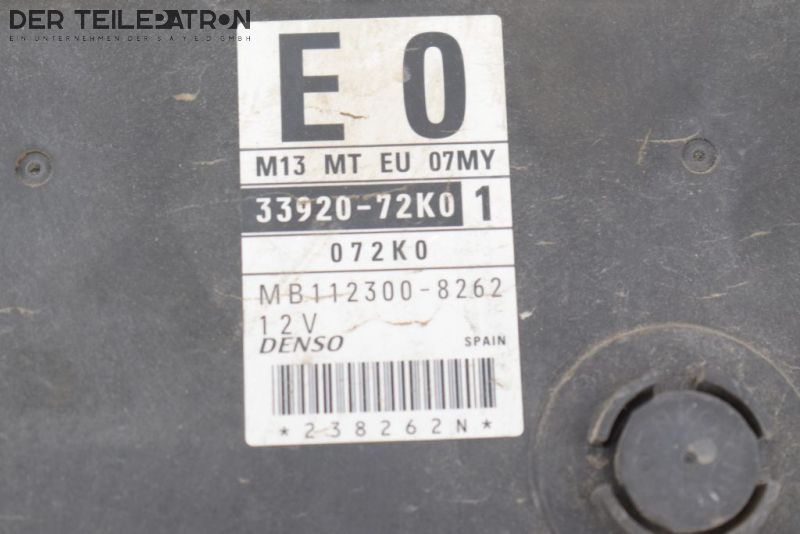 DER TEILEPATRON
EIN UNTERNEHMEN DER SAYED GMBH
E 0
M13 MT EU 07MY
33920-72K0 1
072K0
MB112300-8262
12V
DENSO SPAIN
*238262N*